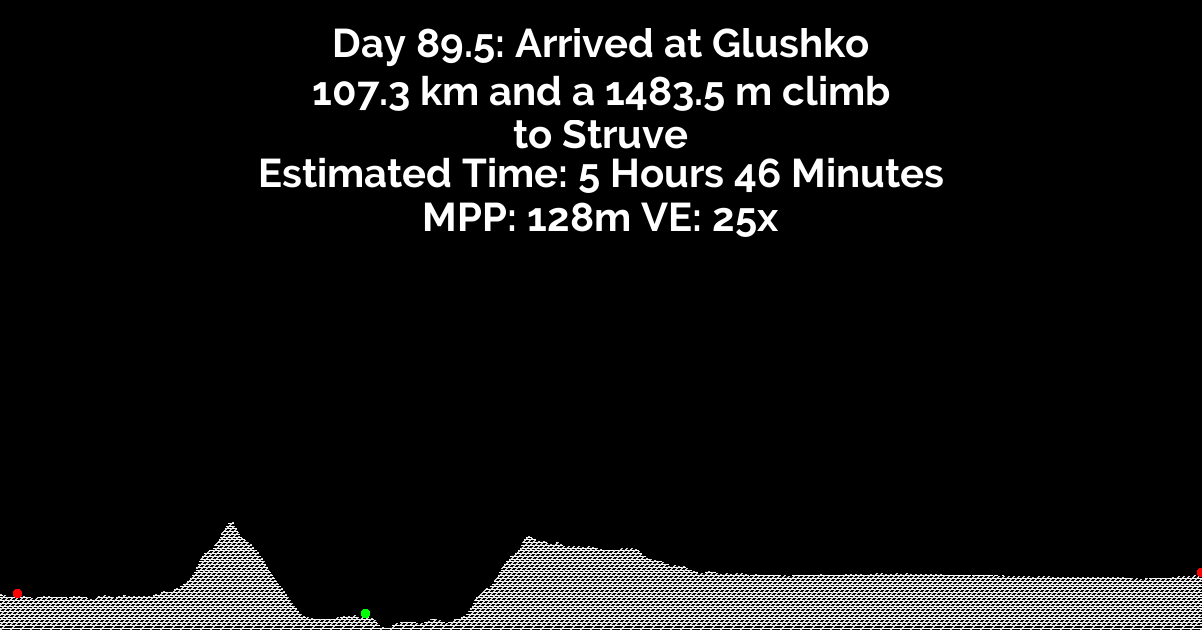 Day 89.5: Arrived at Glushko
107.3 km and a 1483.5 m climb
to Struve
Estimated Time: 5 Hours 46 Minutes
MPP: 128m VE: 25x